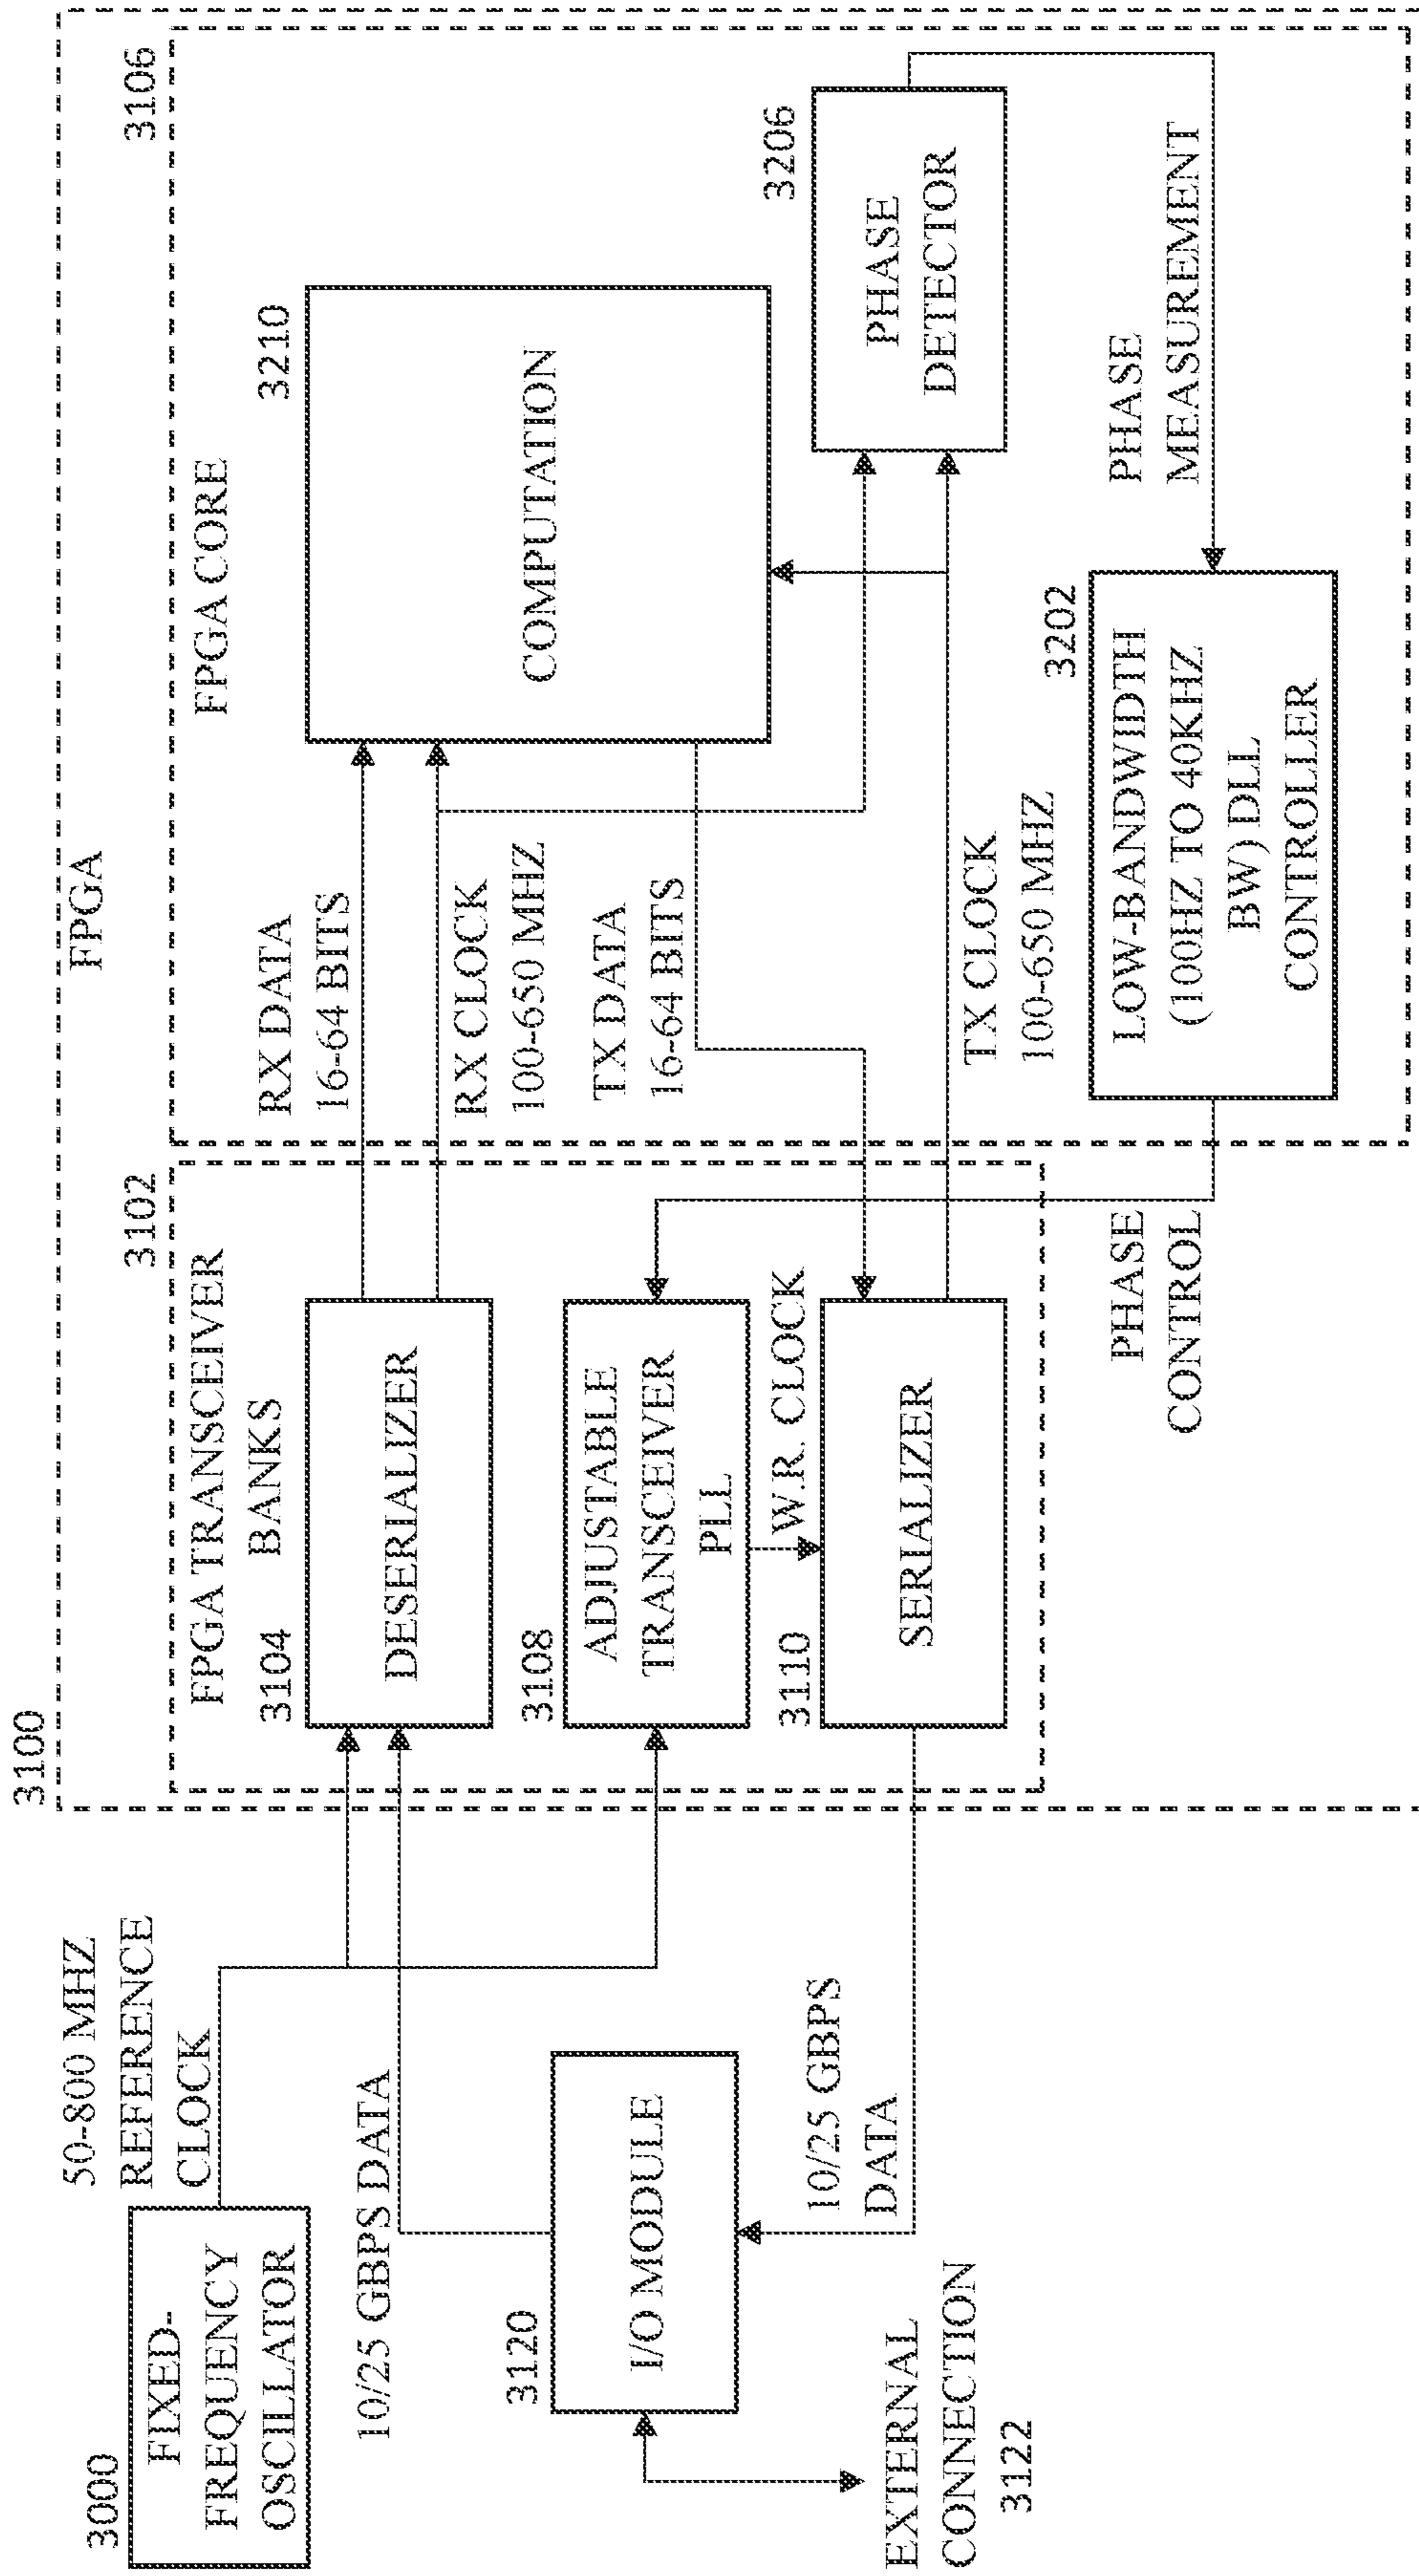 3100
FPGA
3000
FIXED-
FREQUENCY
OSCILLATOR
50-800 MHZ
REFERENCE
CLOCK
10/25 GBPS DATA
3120
I/O MODULE
10/25 GBPS
DATA
EXTERNAL
CONNECTION
3122
3102
FPGA TRANSCEIVER
BANKS
3104
DESERIALIZER
3108
ADJUSTABLE
TRANSCEIVER
PLL
W.R. CLOCK
3110
SERIALIZER
PHASE
CONTROL
3106
FPGA CORE
RX DATA
16-64 BITS
RX CLOCK
100-650 MHZ
TX DATA
16-64 BITS
TX CLOCK
100-650 MHZ
3210
COMPUTATION
3206
PHASE
DETECTOR
PHASE
MEASUREMENT
3202
LOW-BANDWIDTH
(100HZ TO 40KHZ
BW) DLL
CONTROLLER